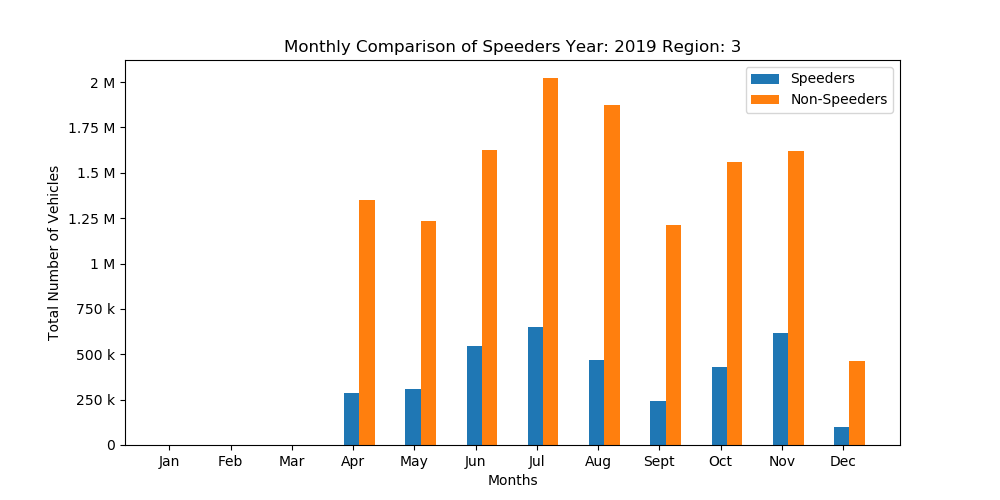 Monthly Comparison of Speeders Year: 2019 Region: 3
Speeders
Non-Speeders
Total Number of Vehicles
2 M
1.75 M
1.5 M
1.25 M
1 M
750 k
500 k
250 k
0
Jan Feb Mar Apr May Jun Jul Aug Sept Oct Nov Dec
Months